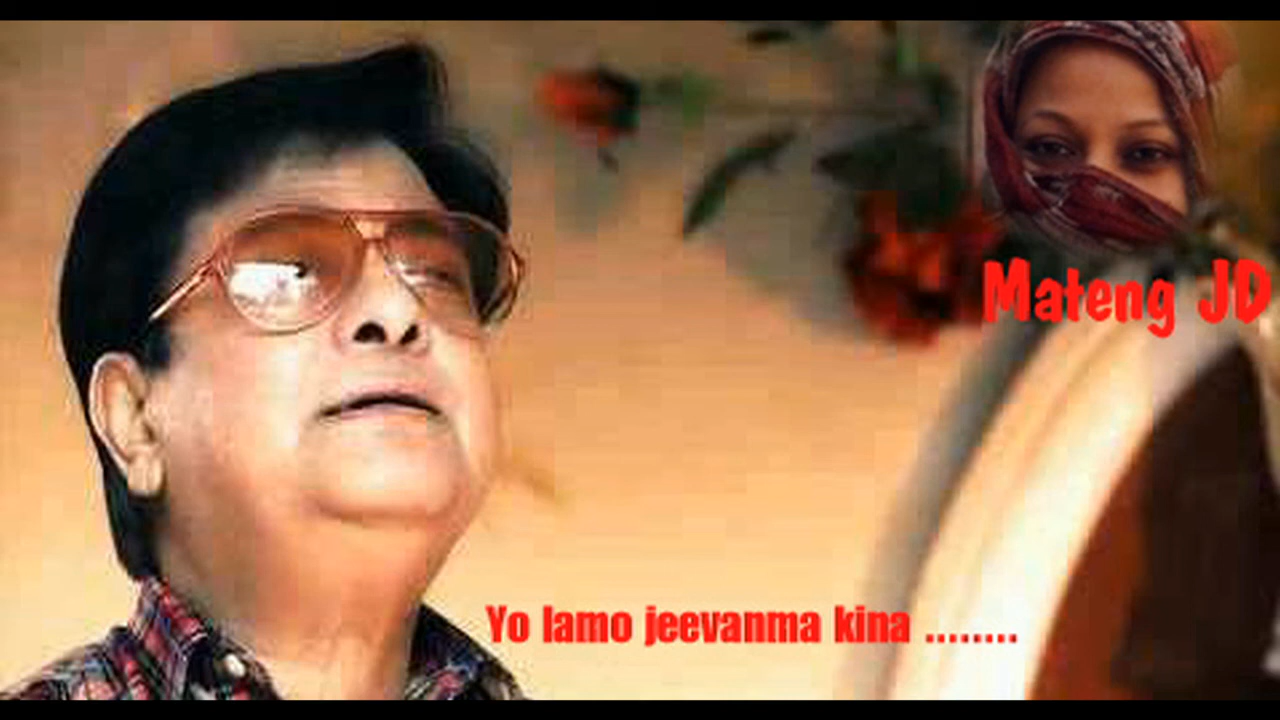 Mateng JD
Yo lamo jeevanma kina ........